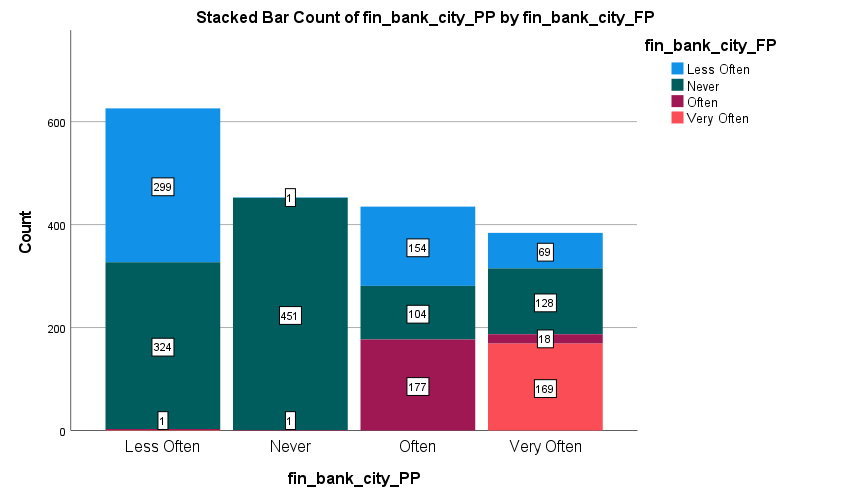 Stacked Bar Count of fin_bank_city_PP by fin_bank_city_FP
fin_bank_city_FP
Less Often
Never
Often
Very Often
Count
600
400
200
0
299
324
1
1
451
1
154
104
177
69
128
18
169
Less Often
Never
Often
Very Often
fin_bank_city_PP